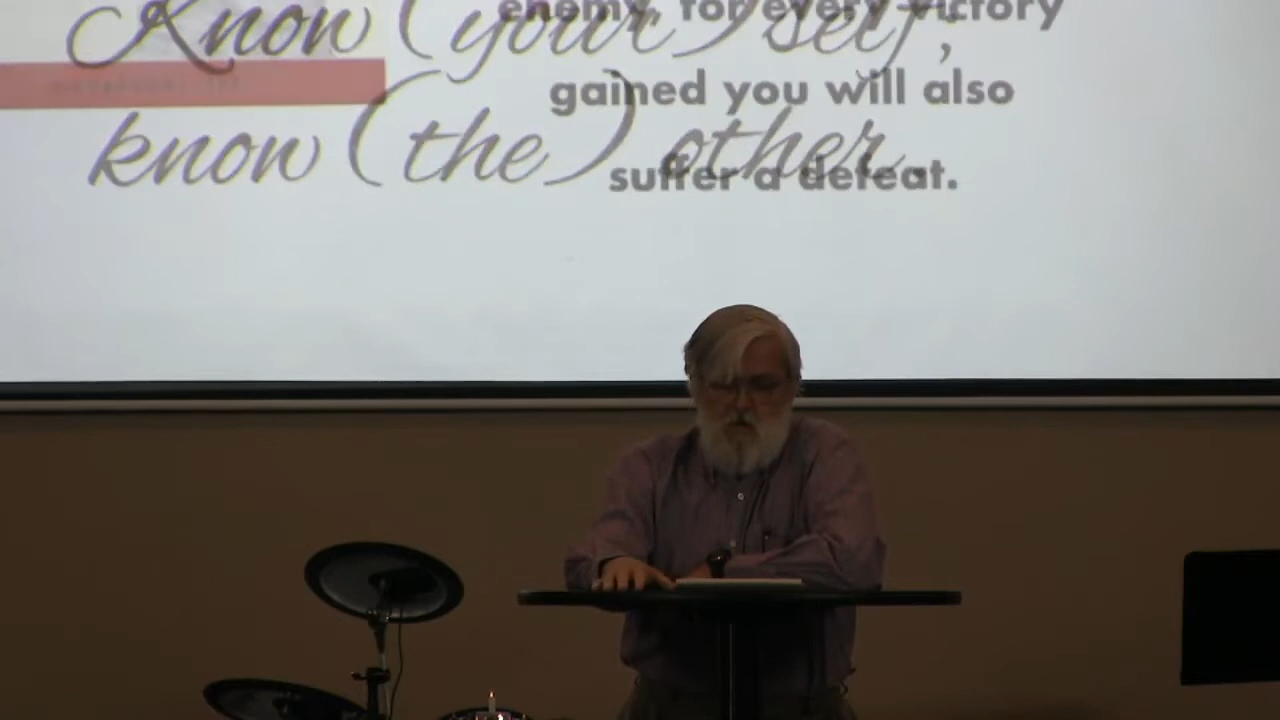 Know (your) self,
know (the) other.
enemy, for every victory
gained you will also
suffer a defeat.